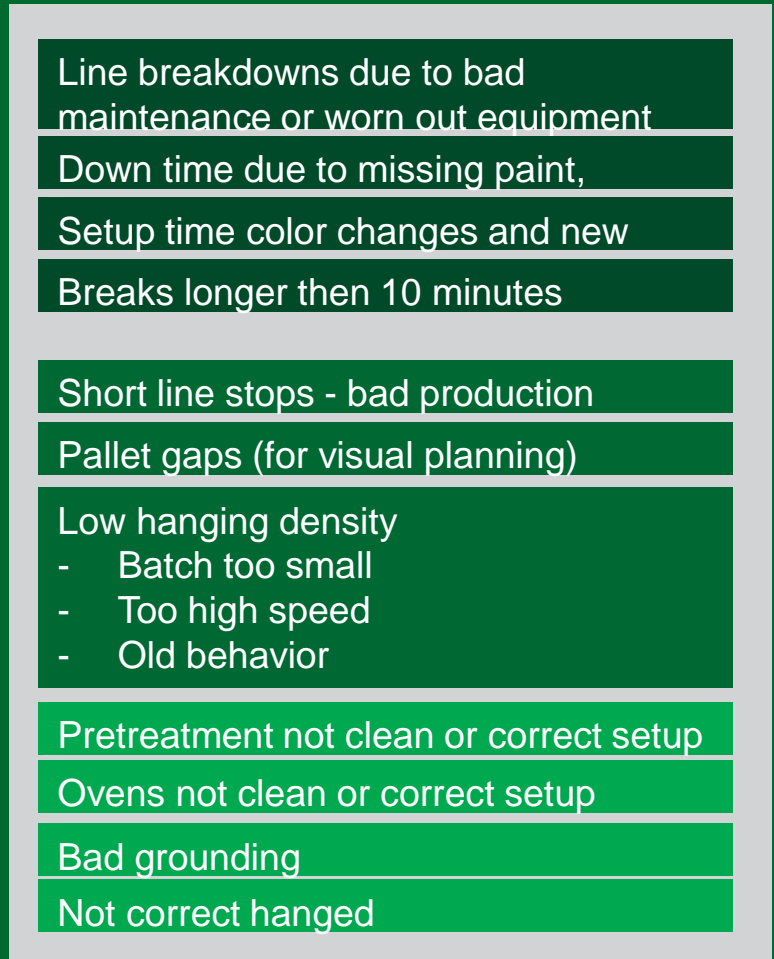 Line breakdowns due to bad
maintenance or worn out equipment
Down time due to missing paint,
Setup time color changes and new
Breaks longer then 10 minutes
Short line stops - bad production
Pallet gaps (for visual planning)
Low hanging density
- Batch too small
- Too high speed
- Old behavior
Pretreatment not clean or correct setup
Ovens not clean or correct setup
Bad grounding
Not correct hanged